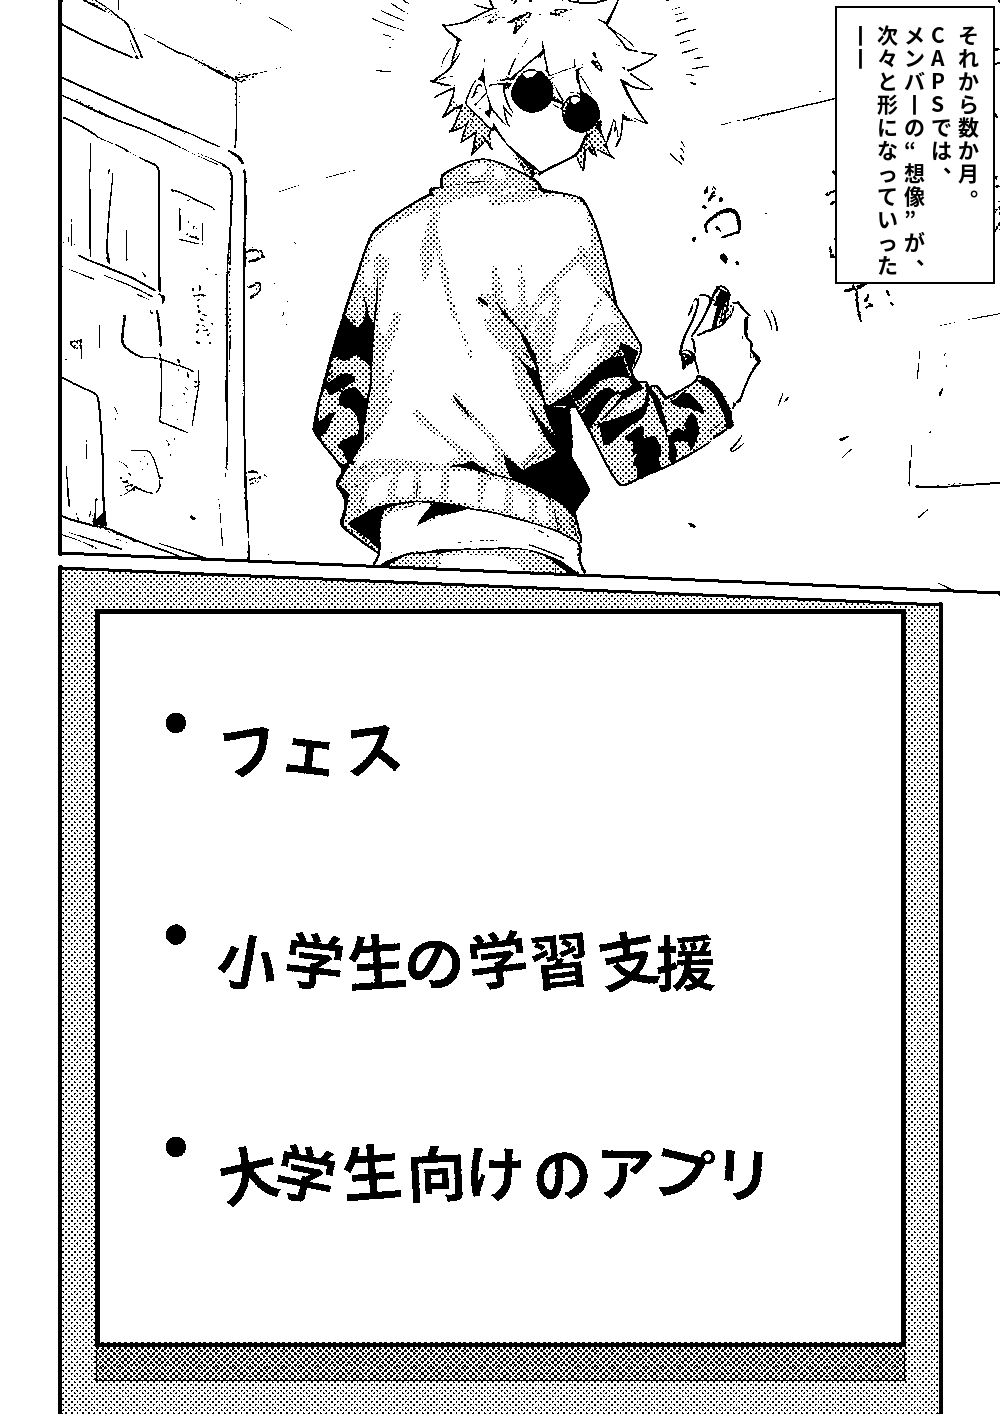 それから数か月。
CAPSでは、
メンバーの“想像”が、
次々と形になっていった
――
・フェス
・小学生の学習支援
・大学生向けのアプリ